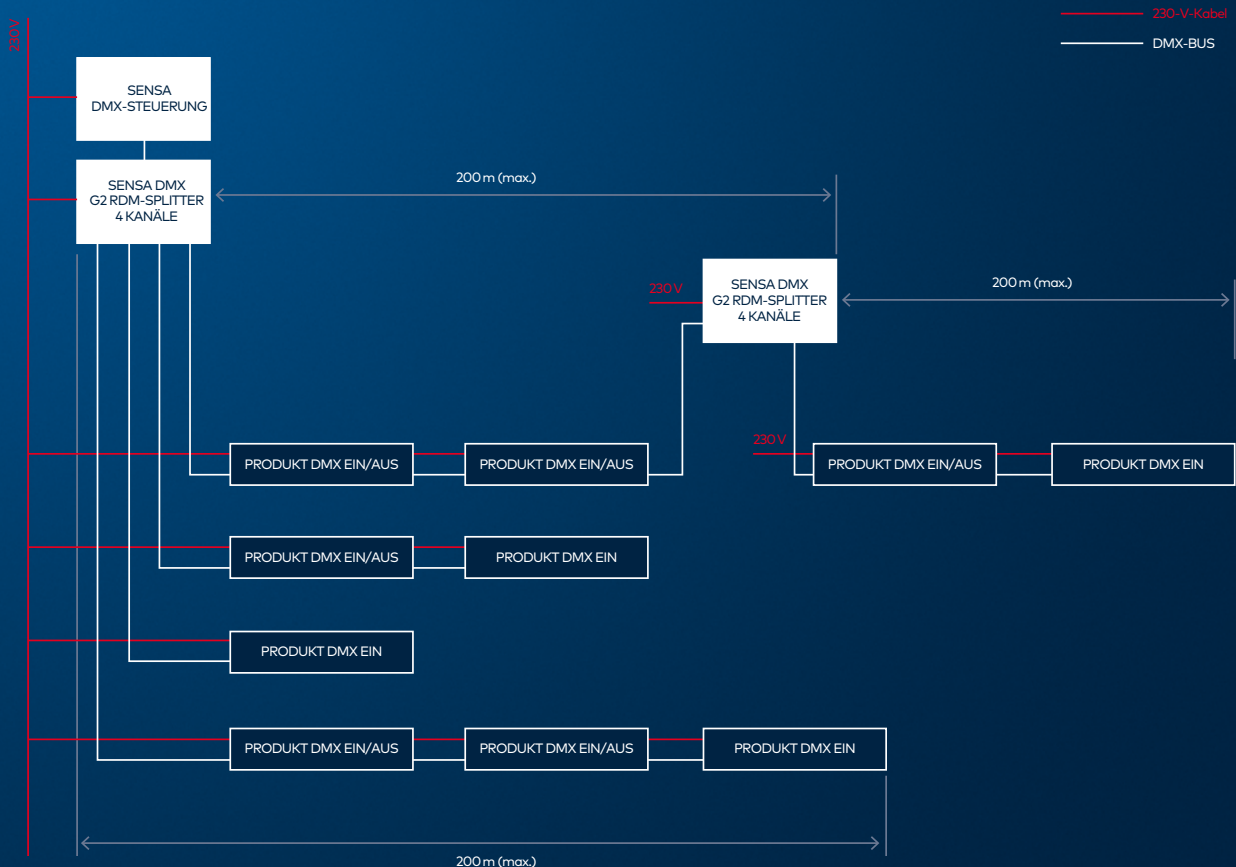 230 V
230-V-Kabel
DMX-BUS
SENSA
DMX-STEUERUNG
SENSA DMX
G2 RDM-SPLITTER
4 KANÄLE
200 m (max.)
230 V
SENSA DMX
G2 RDM-SPLITTER
4 KANÄLE
200 m (max.)
PRODUKT DMX EIN/AUS
PRODUKT DMX EIN/AUS
230 V
PRODUKT DMX EIN/AUS
PRODUKT DMX EIN
PRODUKT DMX EIN/AUS
PRODUKT DMX EIN
PRODUKT DMX EIN
PRODUKT DMX EIN/AUS
PRODUKT DMX EIN/AUS
PRODUKT DMX EIN
200 m (max.)